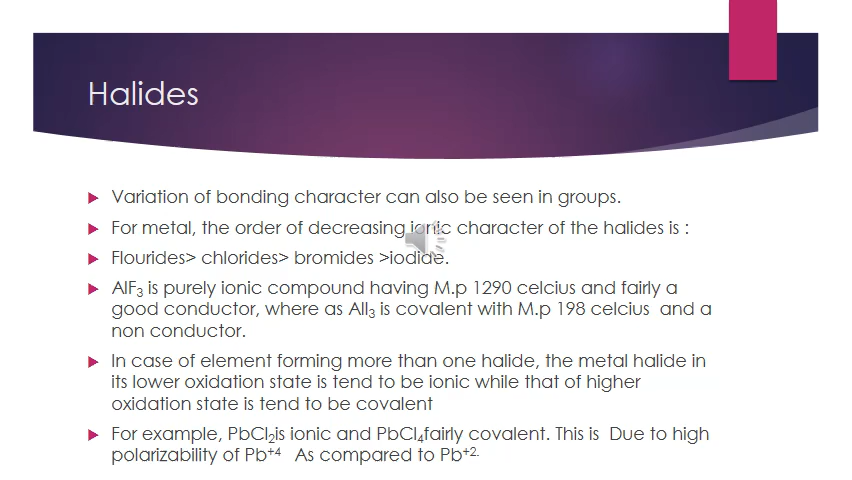 Halides
Variation of bonding character can also be seen in groups.
For metal, the order of decreasing ionic character of the halides is :
Flourides> chlorides> bromides >iodide.
AlF₃ is purely ionic compound having M.p 1290 celcius and fairly a
good conductor, where as AlI₃ is covalent with M.p 198 celcius and a
non conductor.
In case of element forming more than one halide, the metal halide in
its lower oxidation state is tend to be ionic while that of higher
oxidation state is tend to be covalent
For example, PbCl₂is ionic and PbCl₄fairly covalent. This is Due to high
polarizability of Pb⁺⁴ As compared to Pb⁺²·